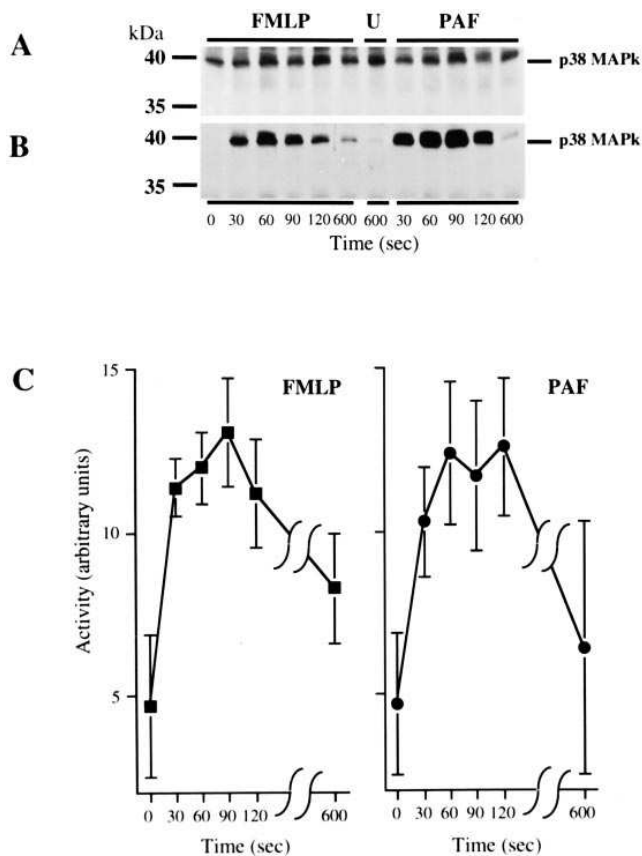 FMLP U PAF
kDa
A
40
p38 MAPk
35
B
40
p38 MAPk
35
0 30 60 90 120 600 600 30 60 90 120 600
Time (sec)
C
15
FMLP
PAF
10
Activity (arbitrary units)
5
0 30 60 90 120 600
0 30 60 90 120 600
Time (sec)
Time (sec)